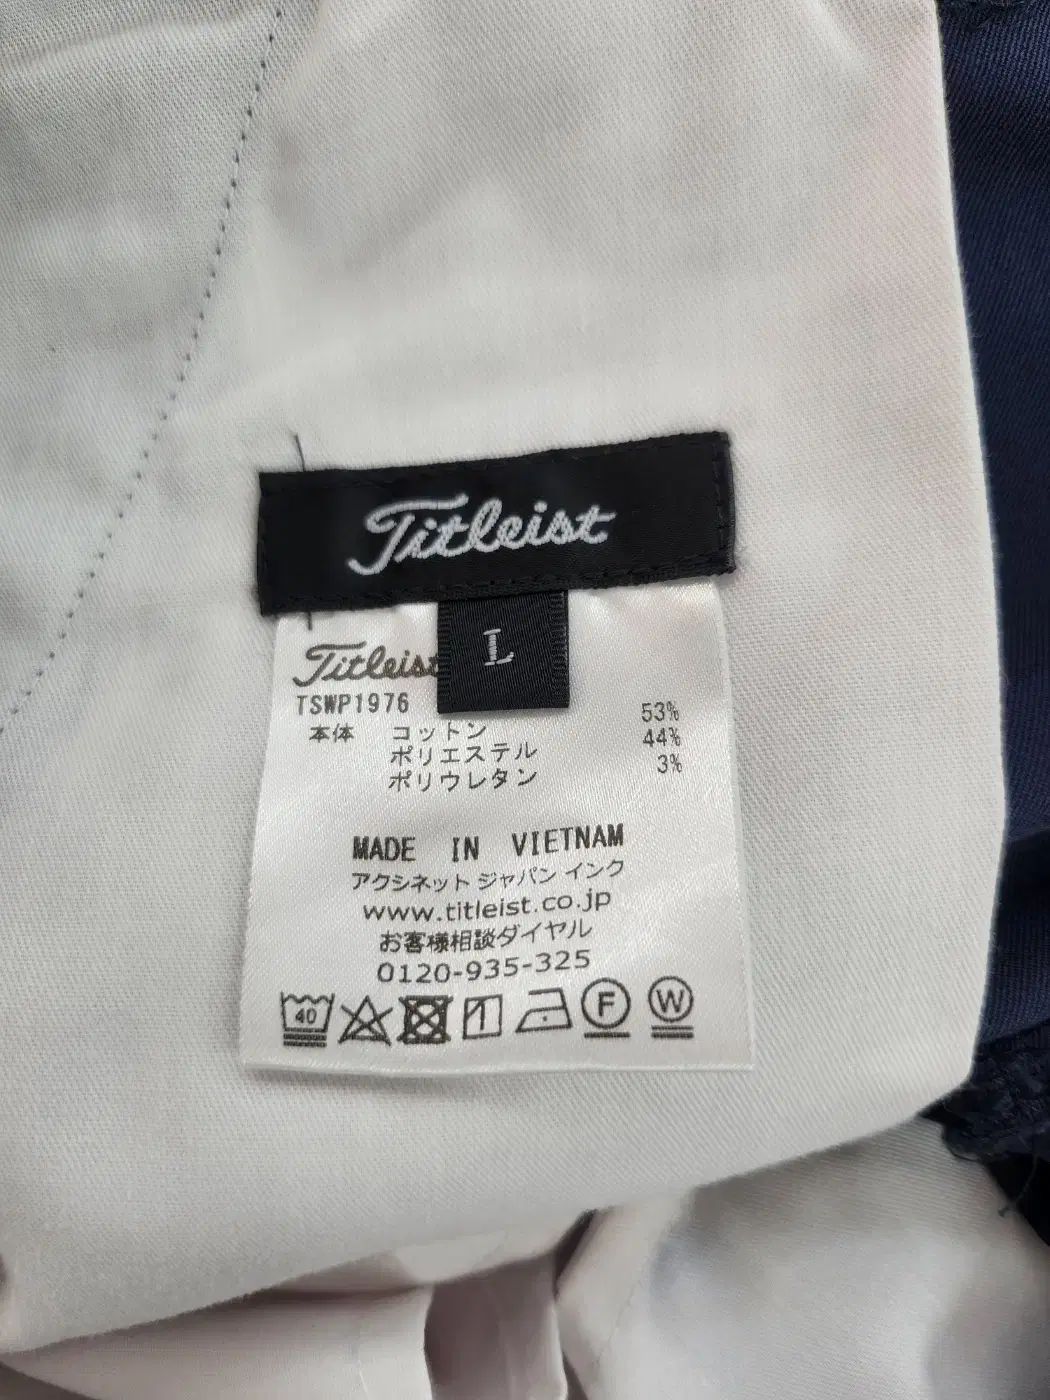 Titleist
L
Titleist
TSWP1976
本体 コットン 53%
ポリエステル 44%
ポリウレタン 3%
MADE IN VIETNAM
アクシネット ジャパン インク
www.titleist.co.jp
お客様相談ダイヤル
0120-935-325
40 F W